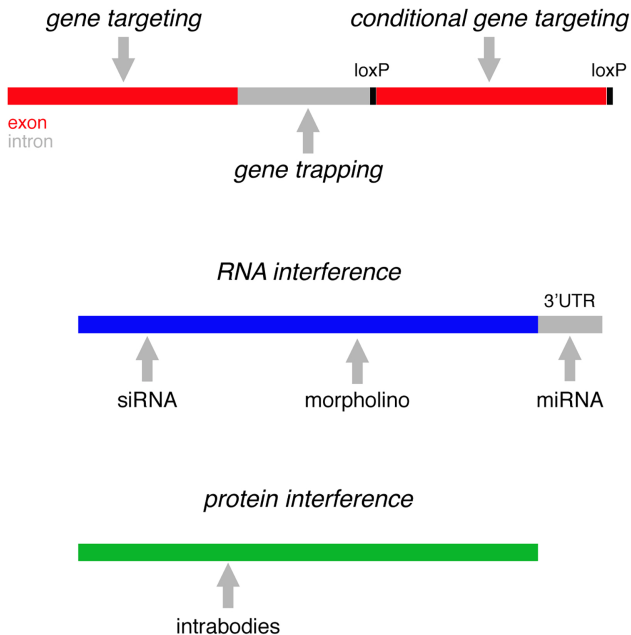 gene targeting
conditional gene targeting
loxP
loxP
exon
intron
gene trapping
RNA interference
3’UTR
siRNA
morpholino
miRNA
protein interference
intrabodies